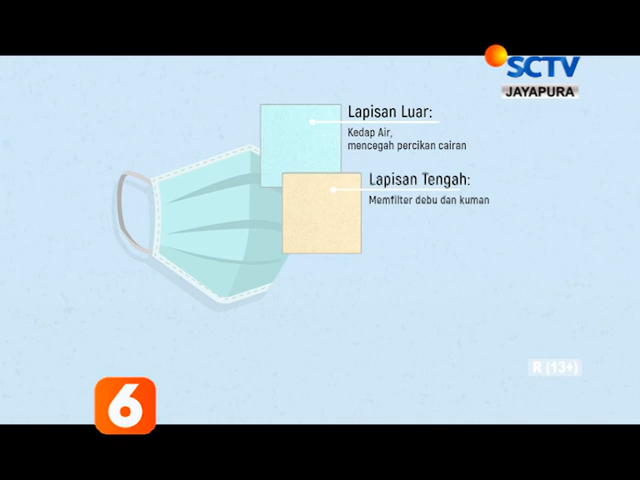 SCTV
JAYAPURA
Lapisan Luar:
Kedap Air,
mencegah percikan cairan
Lapisan Tengah:
Memfilter debu dan kuman
R (13+)
6